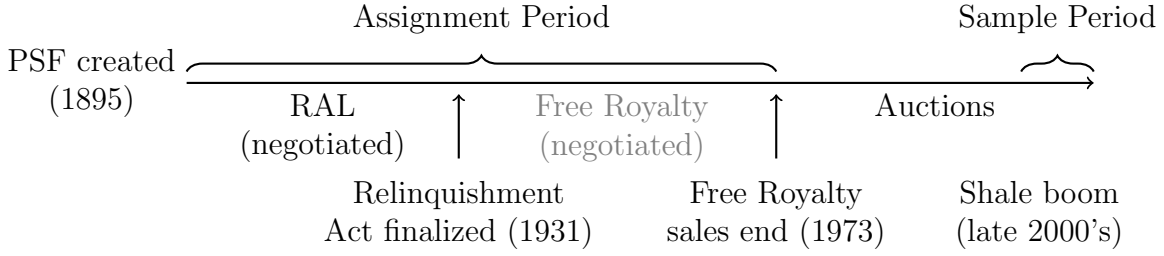 Assignment Period
Sample Period
PSF created
(1895)
RAL
(negotiated)
Free Royalty
(negotiated)
Auctions
Relinquishment
Act finalized (1931)
Free Royalty
sales end (1973)
Shale boom
(late 2000's)